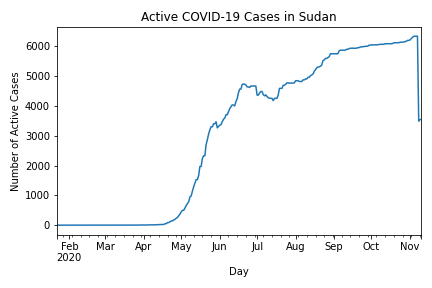 Active COVID-19 Cases in Sudan
Number of Active Cases
6000
5000
4000
3000
2000
1000
0
Feb Mar Apr May Jun Jul Aug Sep Oct Nov
2020
Day